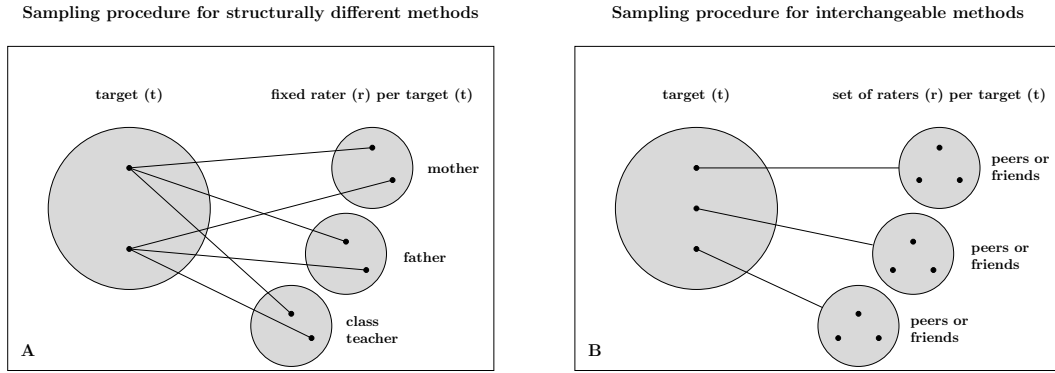 Sampling procedure for structurally different methods
target (t)
fixed rater (r) per target (t)
mother
father
class
teacher
A
Sampling procedure for interchangeable methods
target (t)
set of raters (r) per target (t)
peers or
friends
peers or
friends
peers or
friends
B